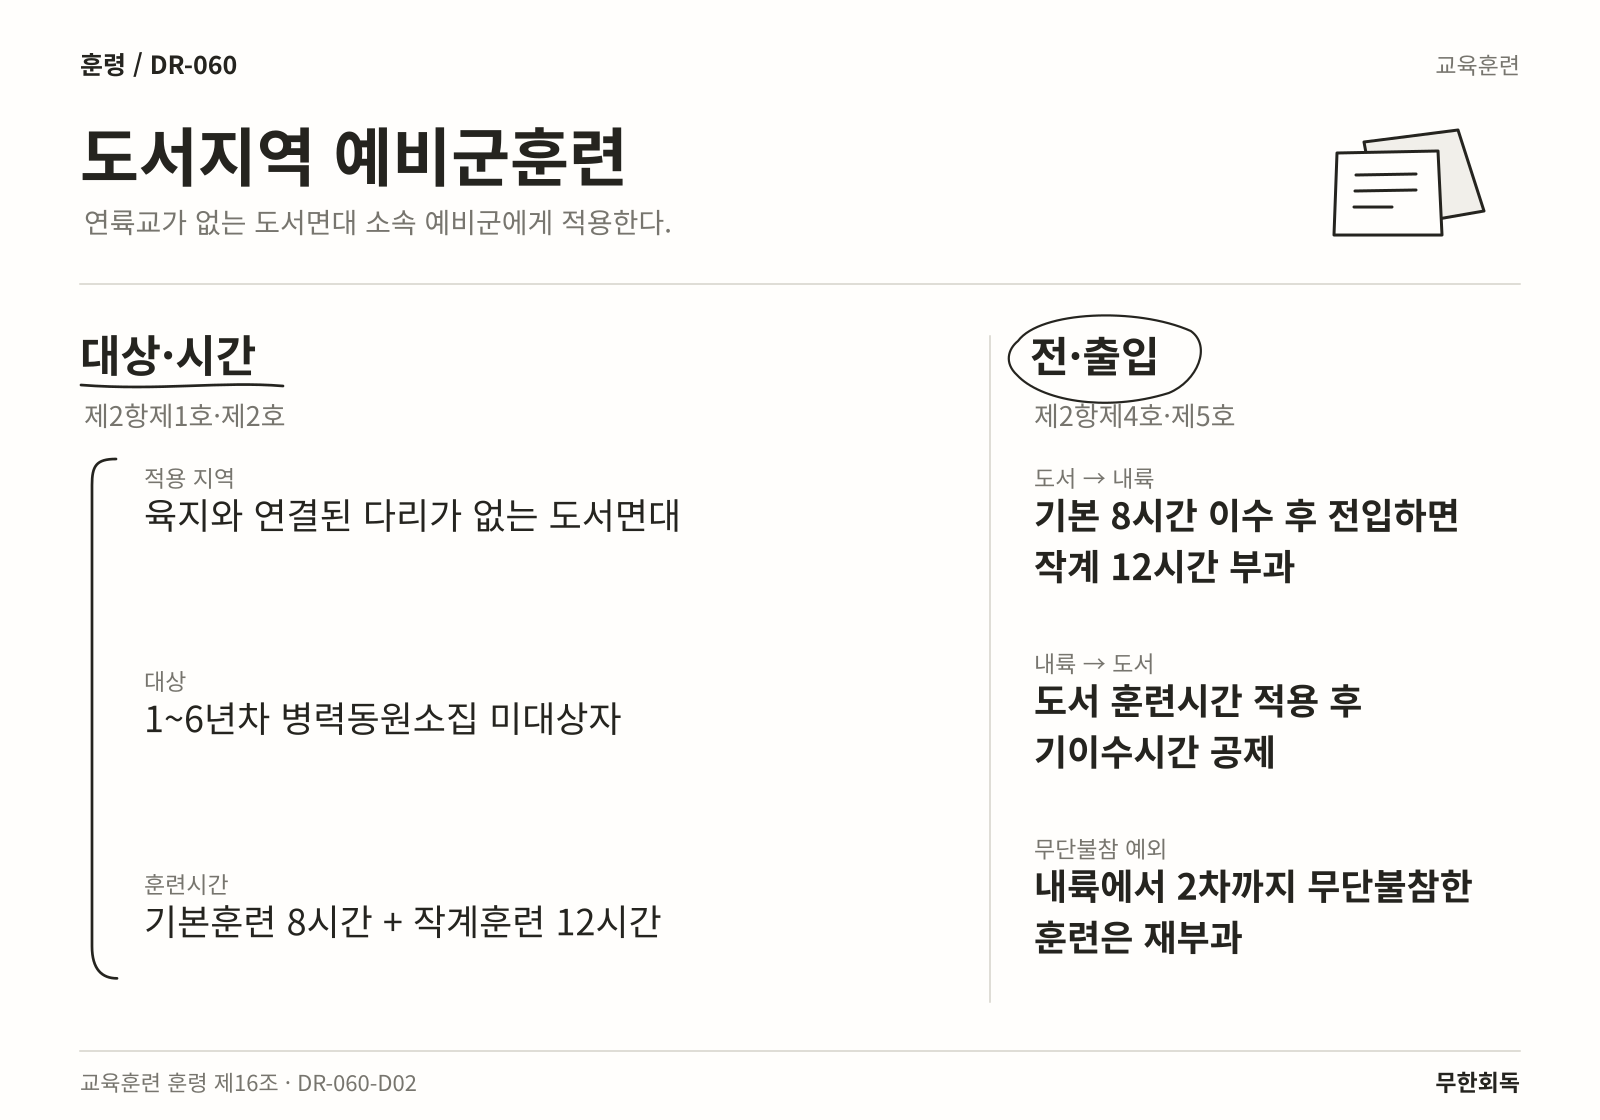 훈령 / DR-060
교육훈련
도서지역 예비군훈련
연륙교가 없는 도서면대 소속 예비군에게 적용한다.
대상·시간
제2항제1호·제2호
적용 지역
육지와 연결된 다리가 없는 도서면대
대상
1~6년차 병력동원소집 미대상자
훈련시간
기본훈련 8시간 + 작계훈련 12시간
전·출입
제2항제4호·제5호
도서 → 내륙
기본 8시간 이수 후 전입하면
작계 12시간 부과
내륙 → 도서
도서 훈련시간 적용 후
기이수시간 공제
무단불참 예외
내륙에서 2차까지 무단불참한
훈련은 재부과
교육훈련 훈령 제16조 · DR-060-D02
무한회독